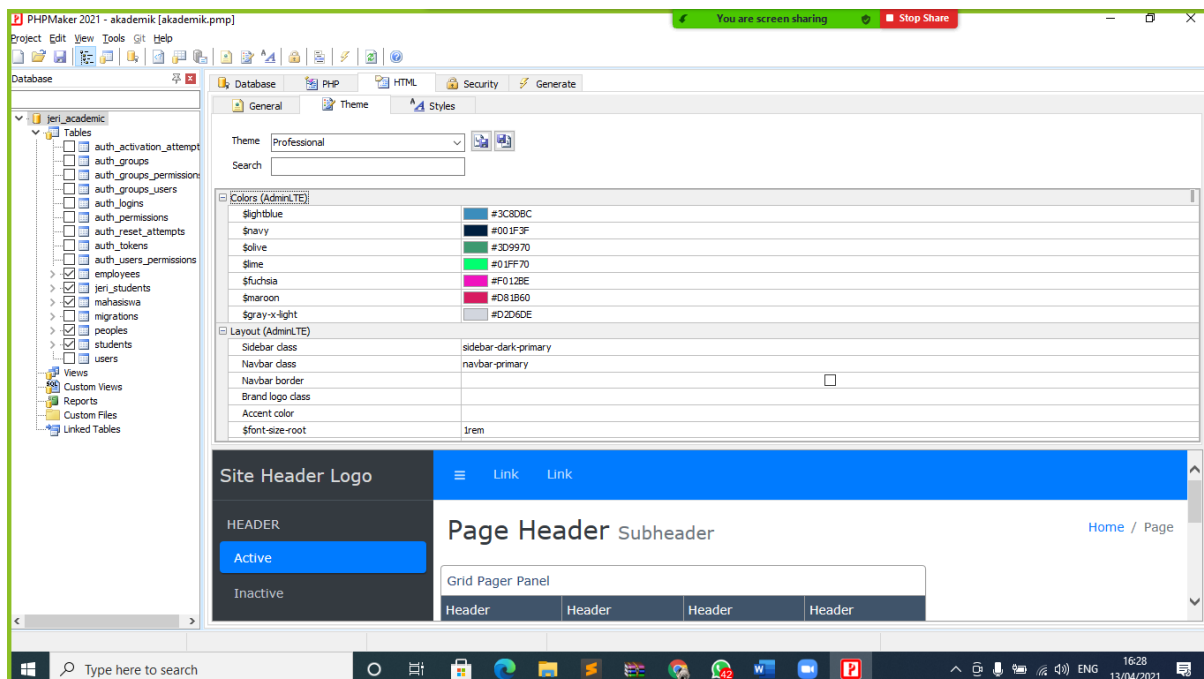 PHPMaker 2021 - akademik [akademik.pmp]
You are screen sharing
Stop Share
Project Edit View Tools Git Help
Database
Database PHP HTML Security Generate
General Theme Styles
Theme Professional
Search
jeri_academic
Tables
auth_activation_attempt
auth_groups
auth_groups_permission
auth_groups_users
auth_logins
auth_permissions
auth_reset_attempts
auth_tokens
auth_users_permissions
employees
jeri_students
mahasiswa
migrations
peoples
students
users
Views
Custom Views
Reports
Custom Files
Linked Tables
Colors (AdminLTE)
$lightblue #3C8DBC
$navy #001F3F
$olive #3D9970
$lime #01FF70
$fuchsia #F012BE
$maroon #D81B60
$gray-x-light #D2D6DE
Layout (AdminLTE)
Sidebar class sidebar-dark-primary
Navbar class navbar-primary
Navbar border
Brand logo class
Accent color
$font-size-root 1rem
Site Header Logo
Link Link
HEADER
Active
Inactive
Page Header Subheader
Home / Page
Grid Pager Panel
Header Header Header Header
Type here to search
42
ENG
16:28
13/04/2021